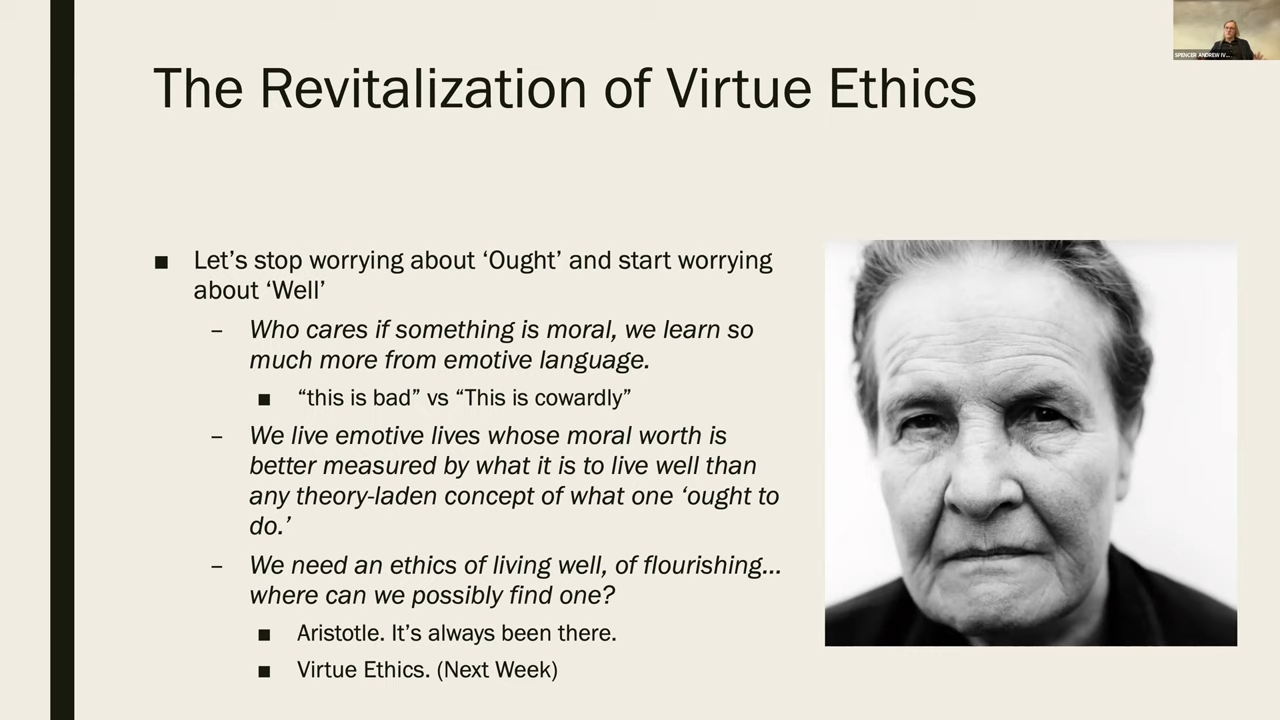 SPENCER ANDREW IV...
The Revitalization of Virtue Ethics
■ Let’s stop worrying about ‘Ought’ and start worrying
about ‘Well’
– Who cares if something is moral, we learn so
much more from emotive language.
■ “this is bad” vs “This is cowardly”
– We live emotive lives whose moral worth is
better measured by what it is to live well than
any theory-laden concept of what one ‘ought to
do.’
– We need an ethics of living well, of flourishing...
where can we possibly find one?
■ Aristotle. It’s always been there.
■ Virtue Ethics. (Next Week)